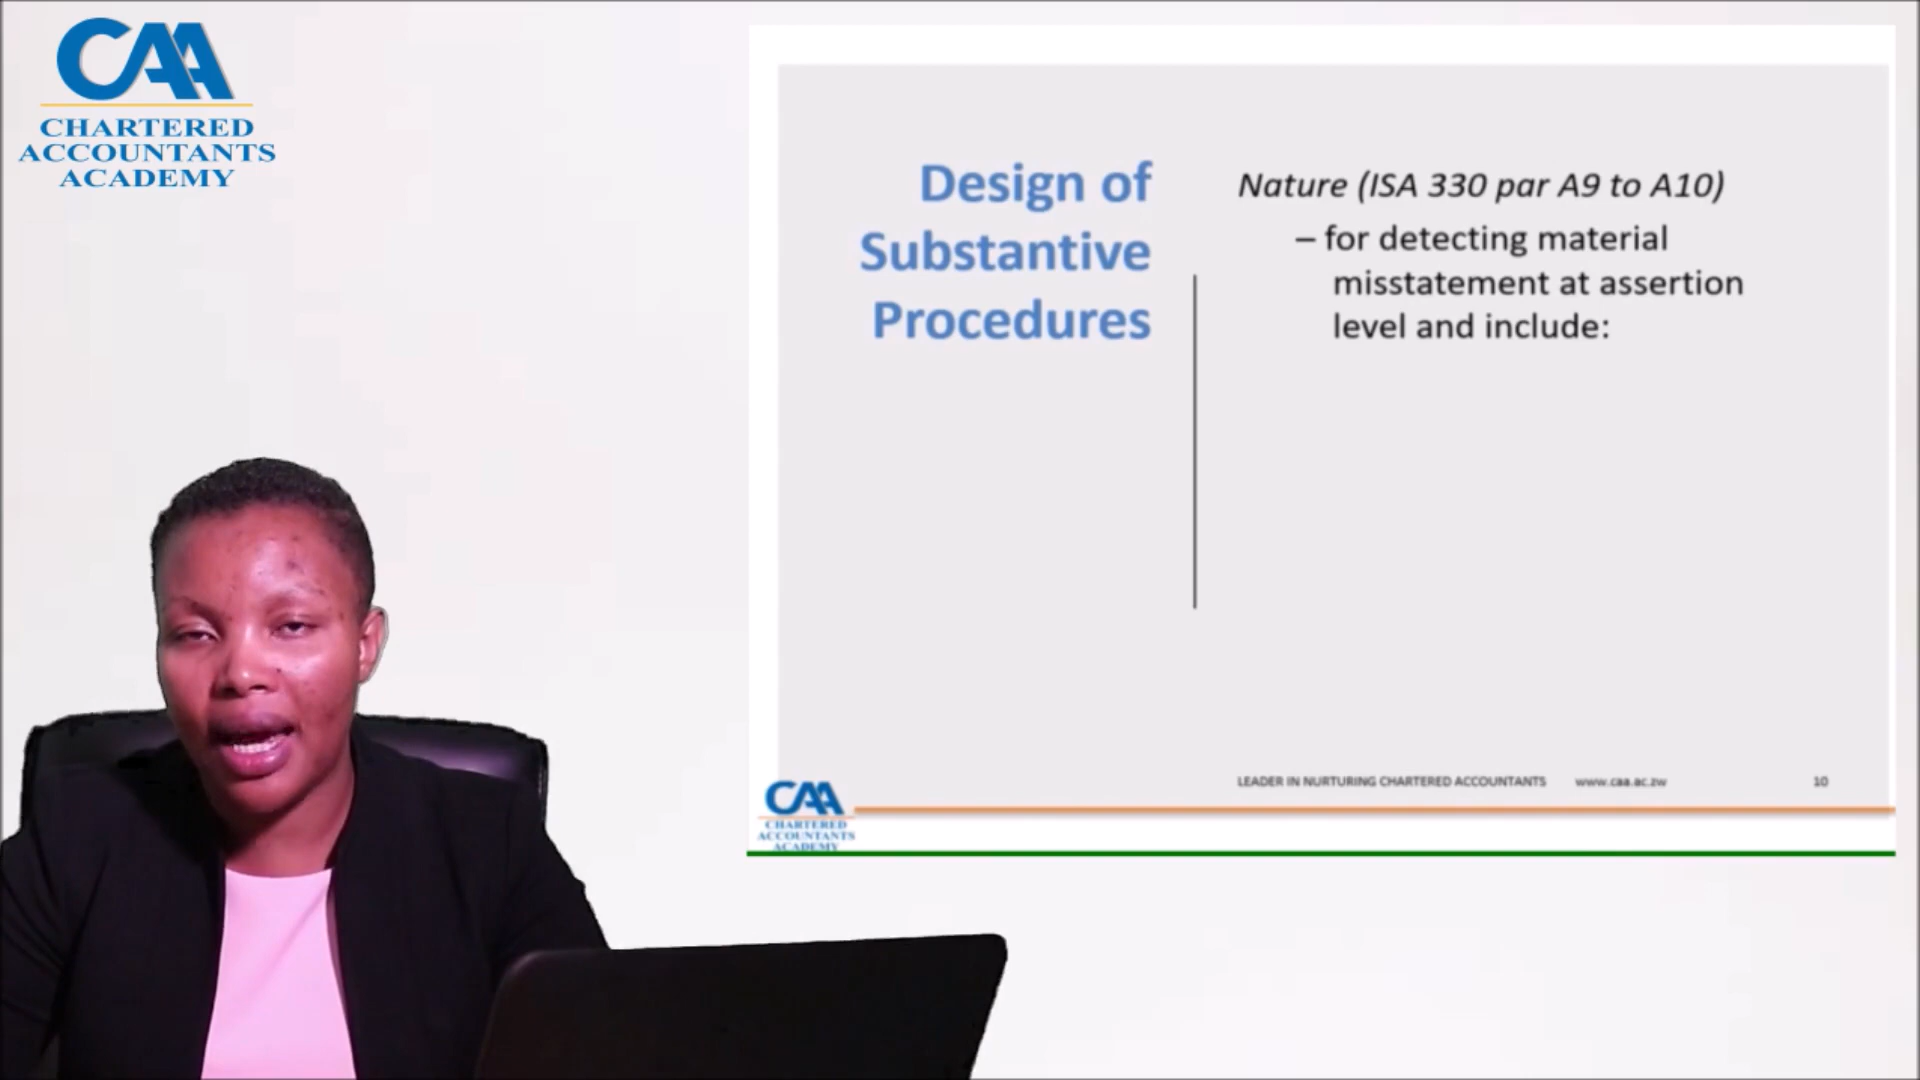 CAA
CHARTERED
ACCOUNTANTS
ACADEMY
Design of
Substantive
Procedures
Nature (ISA 330 par A9 to A10)
– for detecting material
misstatement at assertion
level and include:
LEADER IN NURTURING CHARTERED ACCOUNTANTS www.caa.ac.zw 10
CAA
CHARTERED
ACCOUNTANTS
ACADEMY